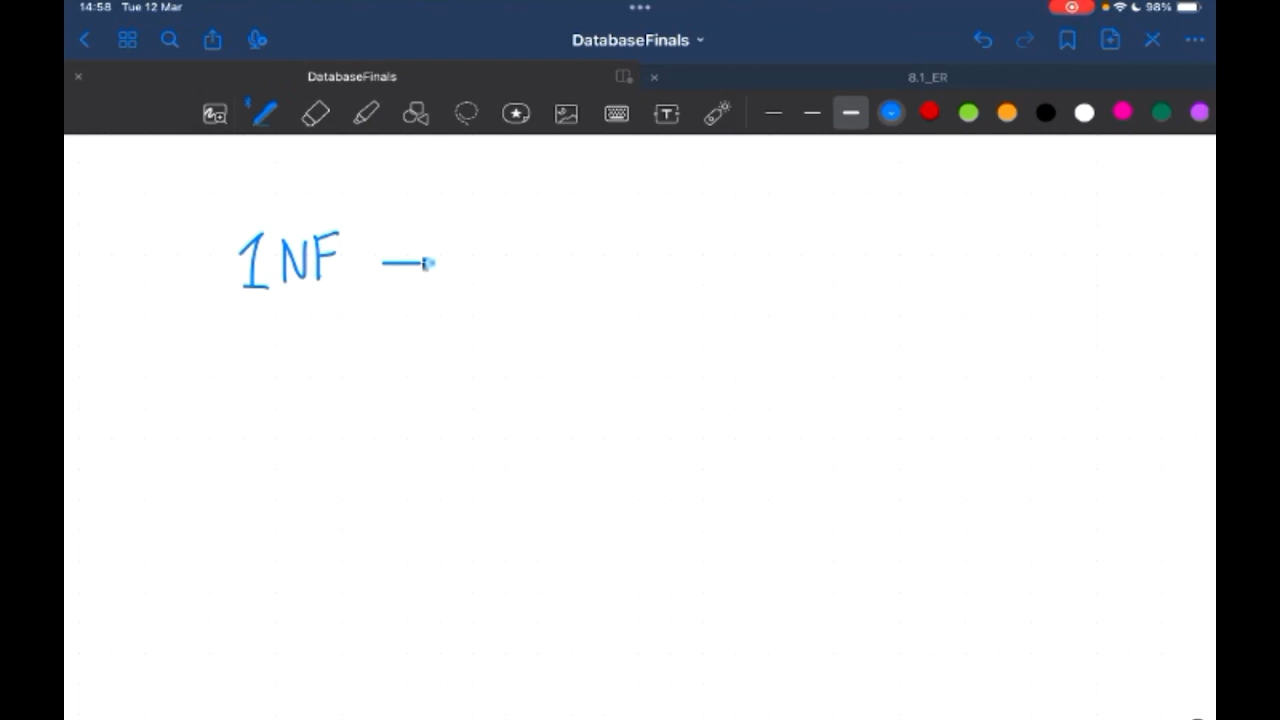 14:58 Tue 12 Mar 98%
DatabaseFinals
DatabaseFinals 8.1_ER
T
1NF →